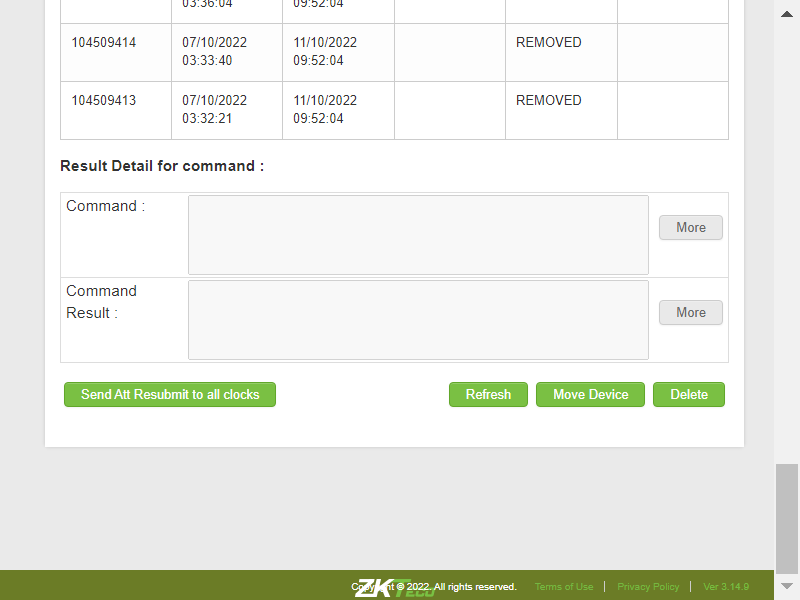 03:36:04 09:52:04
104509414 07/10/2022 11/10/2022 REMOVED
03:33:40 09:52:04
104509413 07/10/2022 11/10/2022 REMOVED
03:32:21 09:52:04
Result Detail for command :
Command :
More
Command
Result :
More
Send Att Resubmit to all clocks Refresh Move Device Delete
ZKTeco
Copyright © 2022. All rights reserved. Terms of Use | Privacy Policy | Ver 3.14.9